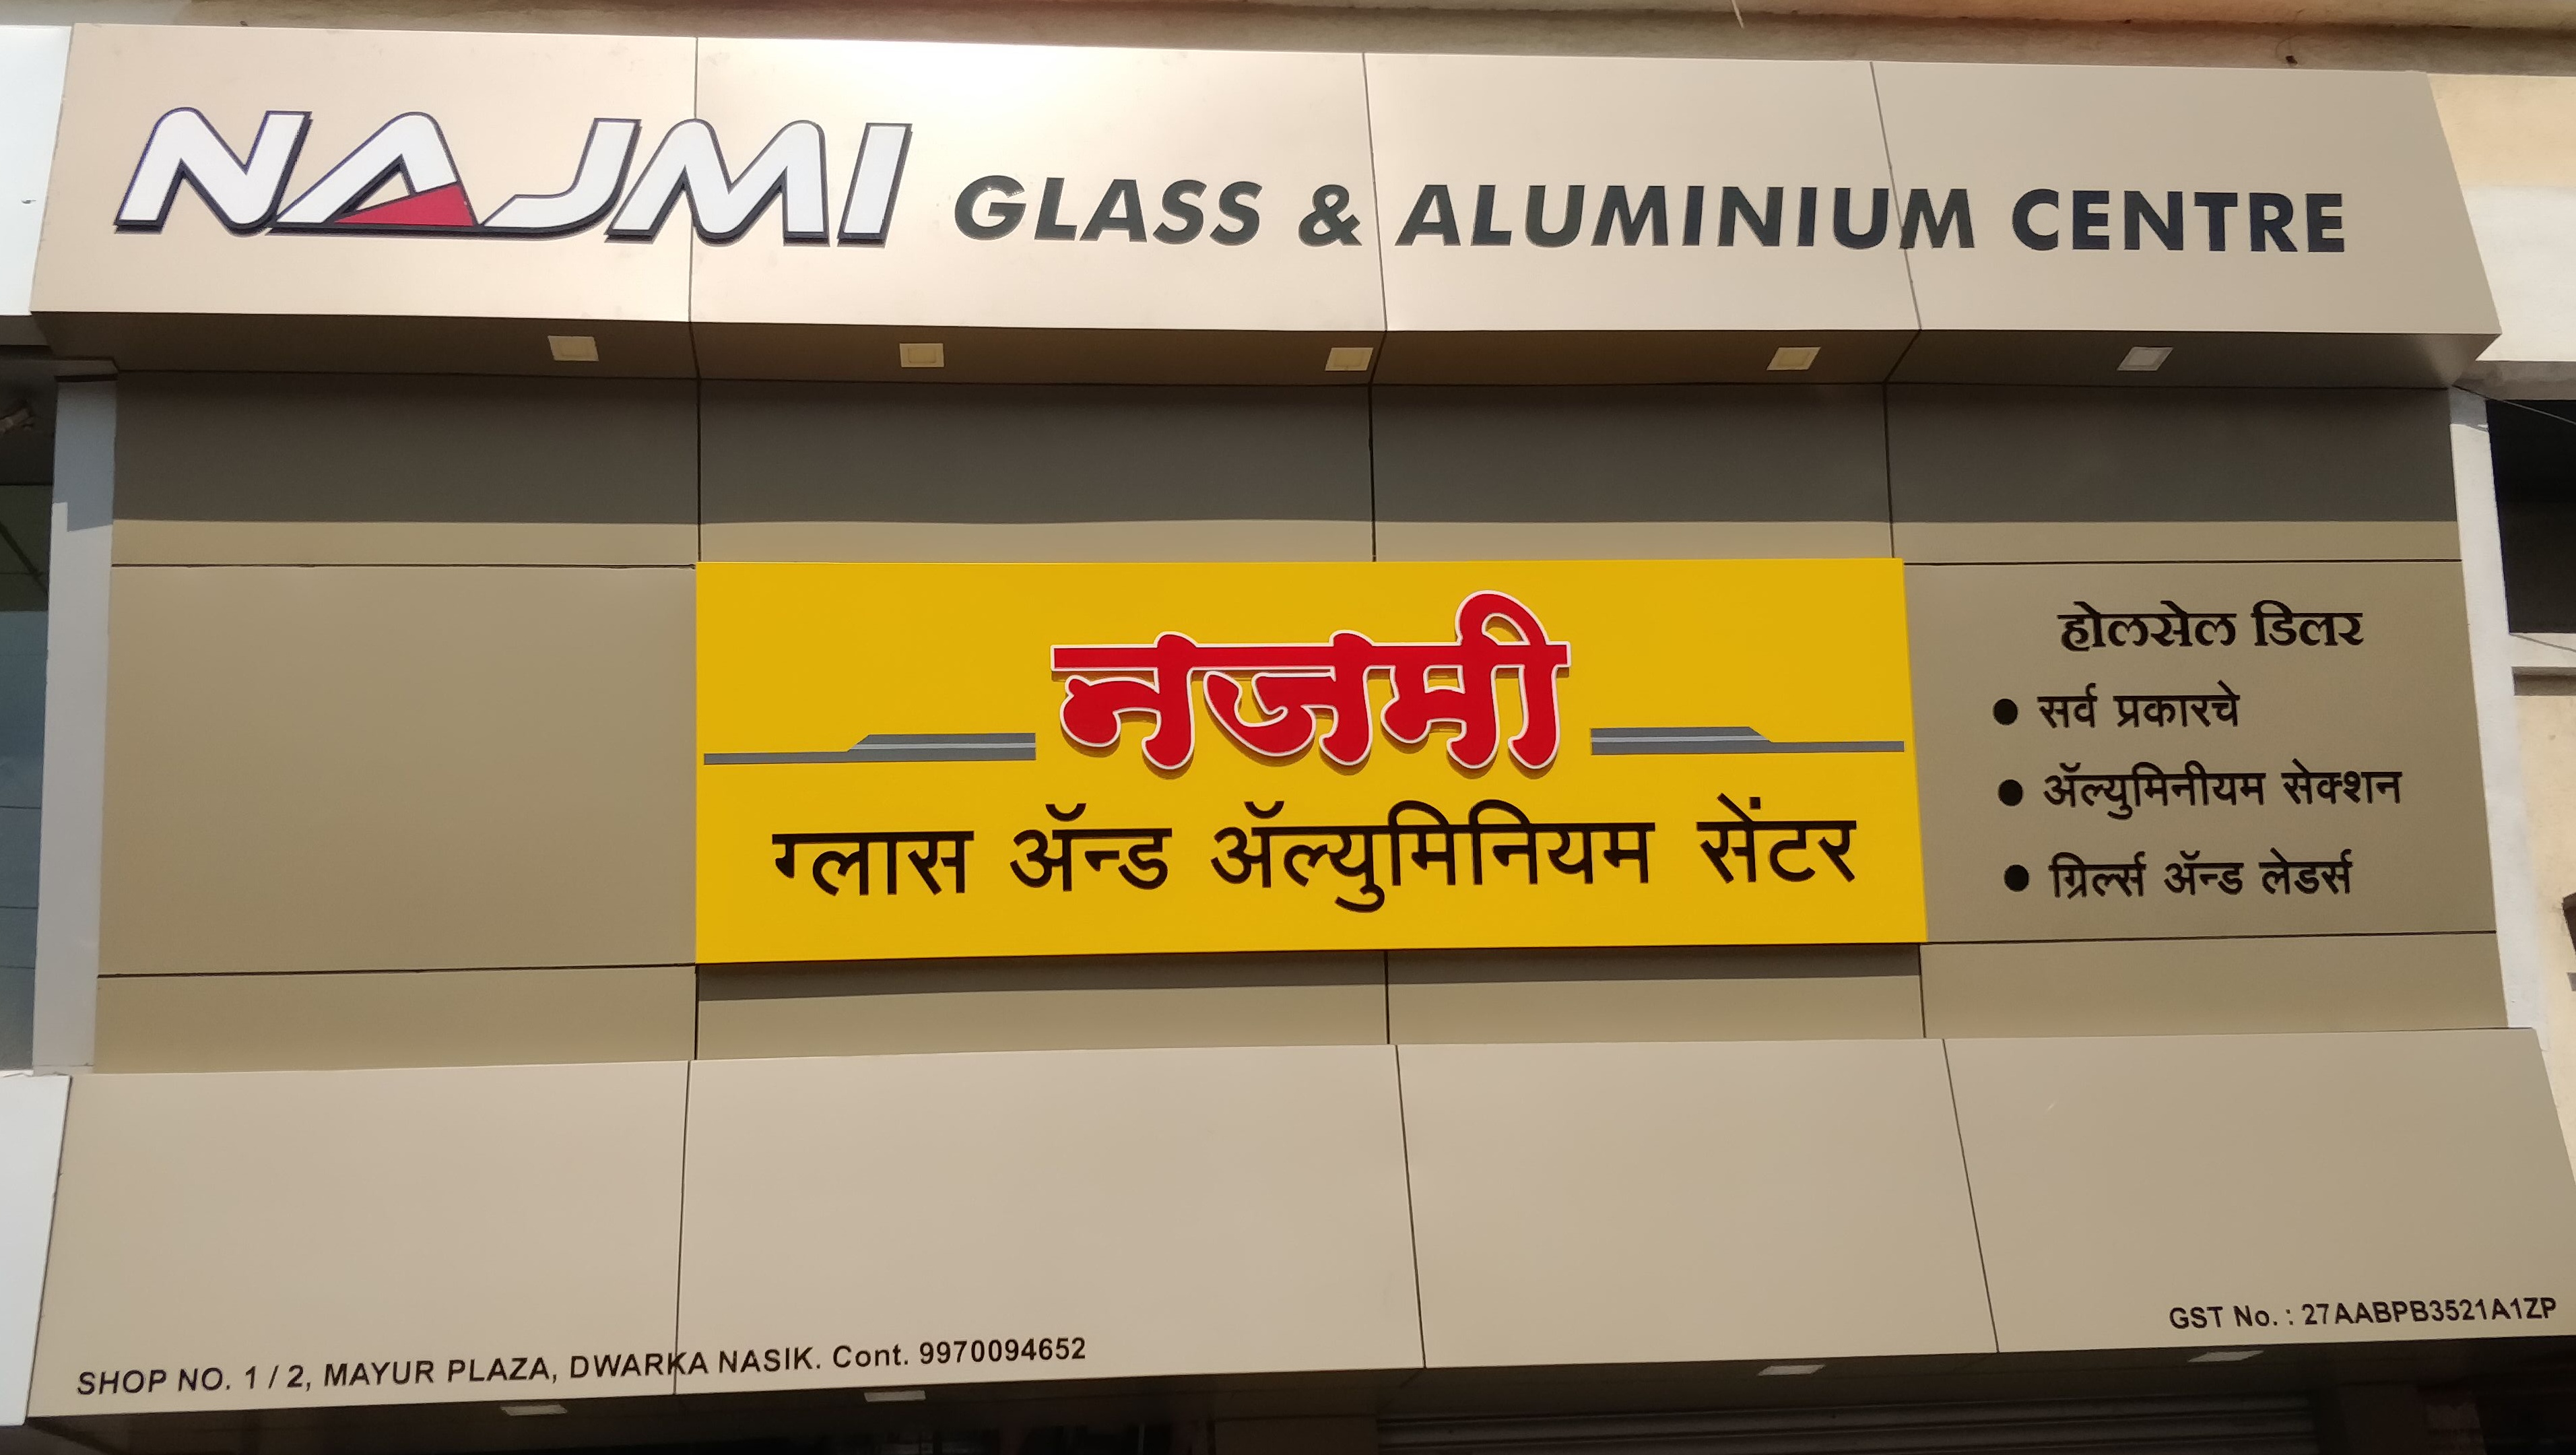 NAJMI GLASS & ALUMINIUM CENTRE
नजमी
ग्लास ॲन्ड ॲल्युमिनियम सेंटर
होलसेल डिलर
● सर्व प्रकारचे
● ॲल्युमिनीयम सेक्शन
● ग्रिर्ल्स ॲन्ड लेडर्स
SHOP NO. 1 / 2, MAYUR PLAZA, DWARKA NASIK. Cont. 9970094652
GST No. : 27AABPB3521A1ZP